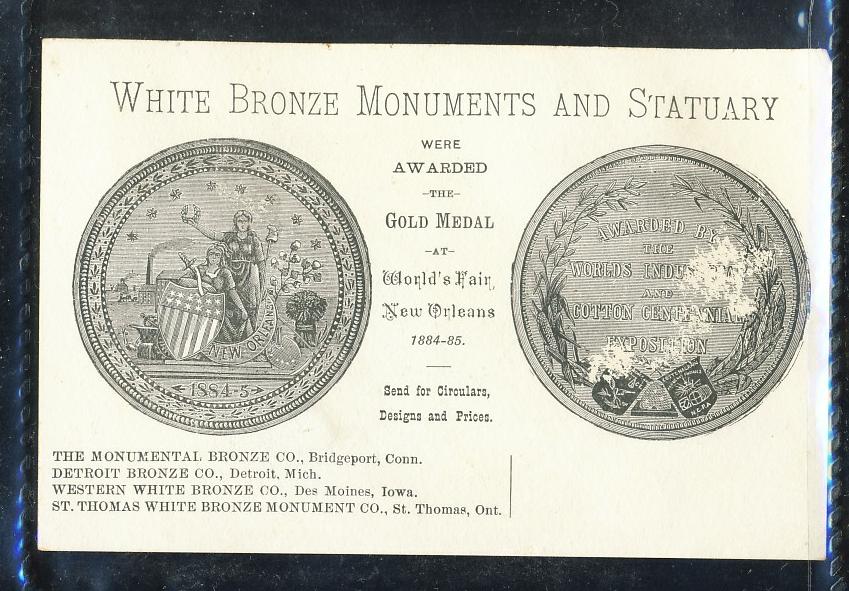 WHITE BRONZE MONUMENTS AND STATUARY
WERE
AWARDED
-THE-
GOLD MEDAL
-AT-
World's Fair,
New Orleans
1884-85.
Send for Circulars,
Designs and Prices.
NEW ORLEANS
1884-5
AWARDED BY
THE
WORLDS
AND
COTTON CENTENNIAL
EXPOSITION
THE MONUMENTAL BRONZE CO., Bridgeport, Conn.
DETROIT BRONZE CO., Detroit, Mich.
WESTERN WHITE BRONZE CO., Des Moines, Iowa.
ST. THOMAS WHITE BRONZE MONUMENT CO., St. Thomas, Ont.